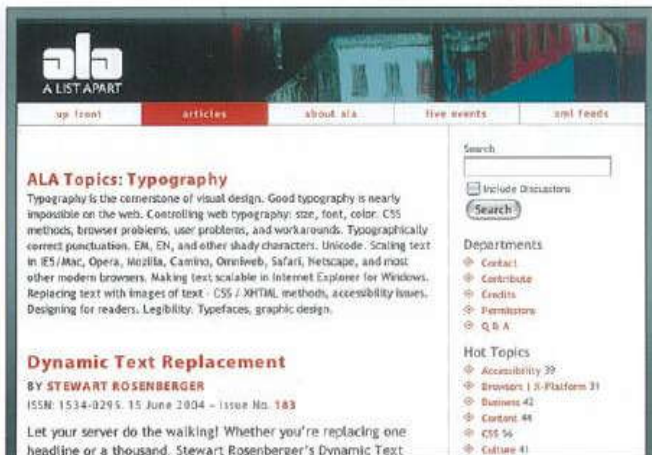 ala
A LIST APART
up front
articles
about ala
live events
xml feeds
ALA Topics: Typography
Typography is the cornerstone of visual design. Good typography is nearly
impossible on the web. Controlling web typography: size, font, color. CSS
methods, browser problems, user problems, and workarounds. Typographically
correct punctuation. EM, EN, and other shady characters. Unicode. Scaling text
in IE5/Mac, Opera, Mozilla, Camino, Omniweb, Safari, Netscape, and most
other modern browsers. Making text scalable in Internet Explorer for Windows.
Replacing text with images of text - CSS / XHTML methods, accessibility issues.
Designing for readers. Legibility. Typefaces, graphic design.
Dynamic Text Replacement
BY STEWART ROSENBERGER
ISSN: 1534-0295. 15 June 2004 – Issue No. 183
Let your server do the walking! Whether you're replacing one
headline or a thousand, Stewart Rosenberger's Dynamic Text
Search
Include Discussions
Search
Departments
Contact
Contribute
Credits
Permissions
Q & A
Hot Topics
Accessibility 39
Browsers | X-Platform 31
Business 42
Content 44
CSS 56
Culture 41